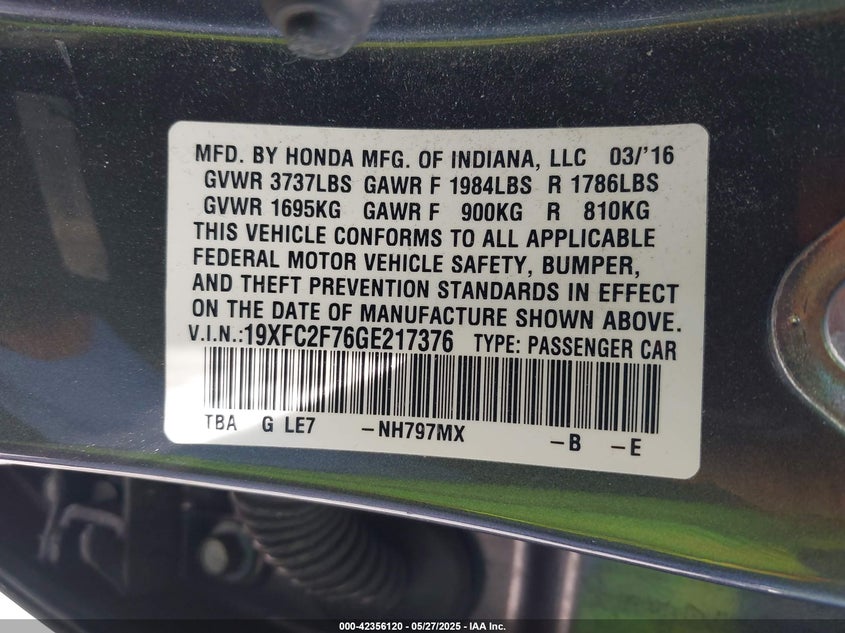 MFD. BY HONDA MFG. OF INDIANA, LLC 03/'16
GVWR 3737LBS GAWR F 1984LBS R 1786LBS
GVWR 1695KG GAWR F 900KG R 810KG
THIS VEHICLE CONFORMS TO ALL APPLICABLE
FEDERAL MOTOR VEHICLE SAFETY, BUMPER,
AND THEFT PREVENTION STANDARDS IN EFFECT
ON THE DATE OF MANUFACTURE SHOWN ABOVE.
V.I.N.:19XFC2F76GE217376 TYPE: PASSENGER CAR
TBA G LE7 -NH797MX -B -E
000-42356120 - 05/27/2025 - IAA Inc.